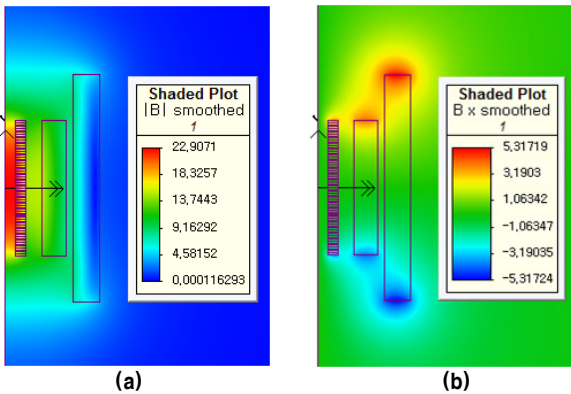 Shaded Plot
|B| smoothed
1
22,9071
18,3257
13,7443
9,16292
4,58152
0,000116293
(a)
Shaded Plot
B x smoothed
1
5,31719
3,1903
1,06342
-1,06347
-3,19035
-5,31724
(b)